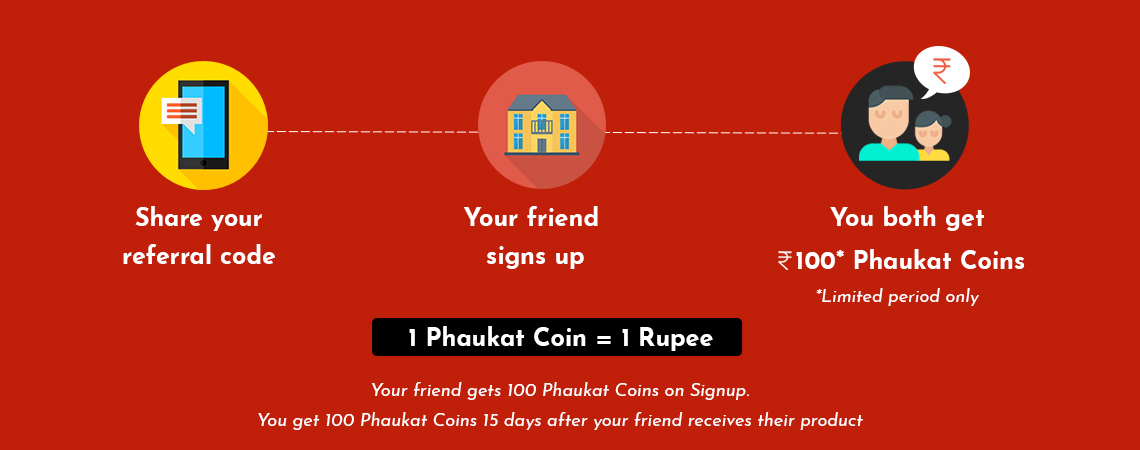 ₹
Share your
referral code
Your friend
signs up
You both get
₹100* Phaukat Coins
*Limited period only
1 Phaukat Coin = 1 Rupee
Your friend gets 100 Phaukat Coins on Signup.
You get 100 Phaukat Coins 15 days after your friend receives their product